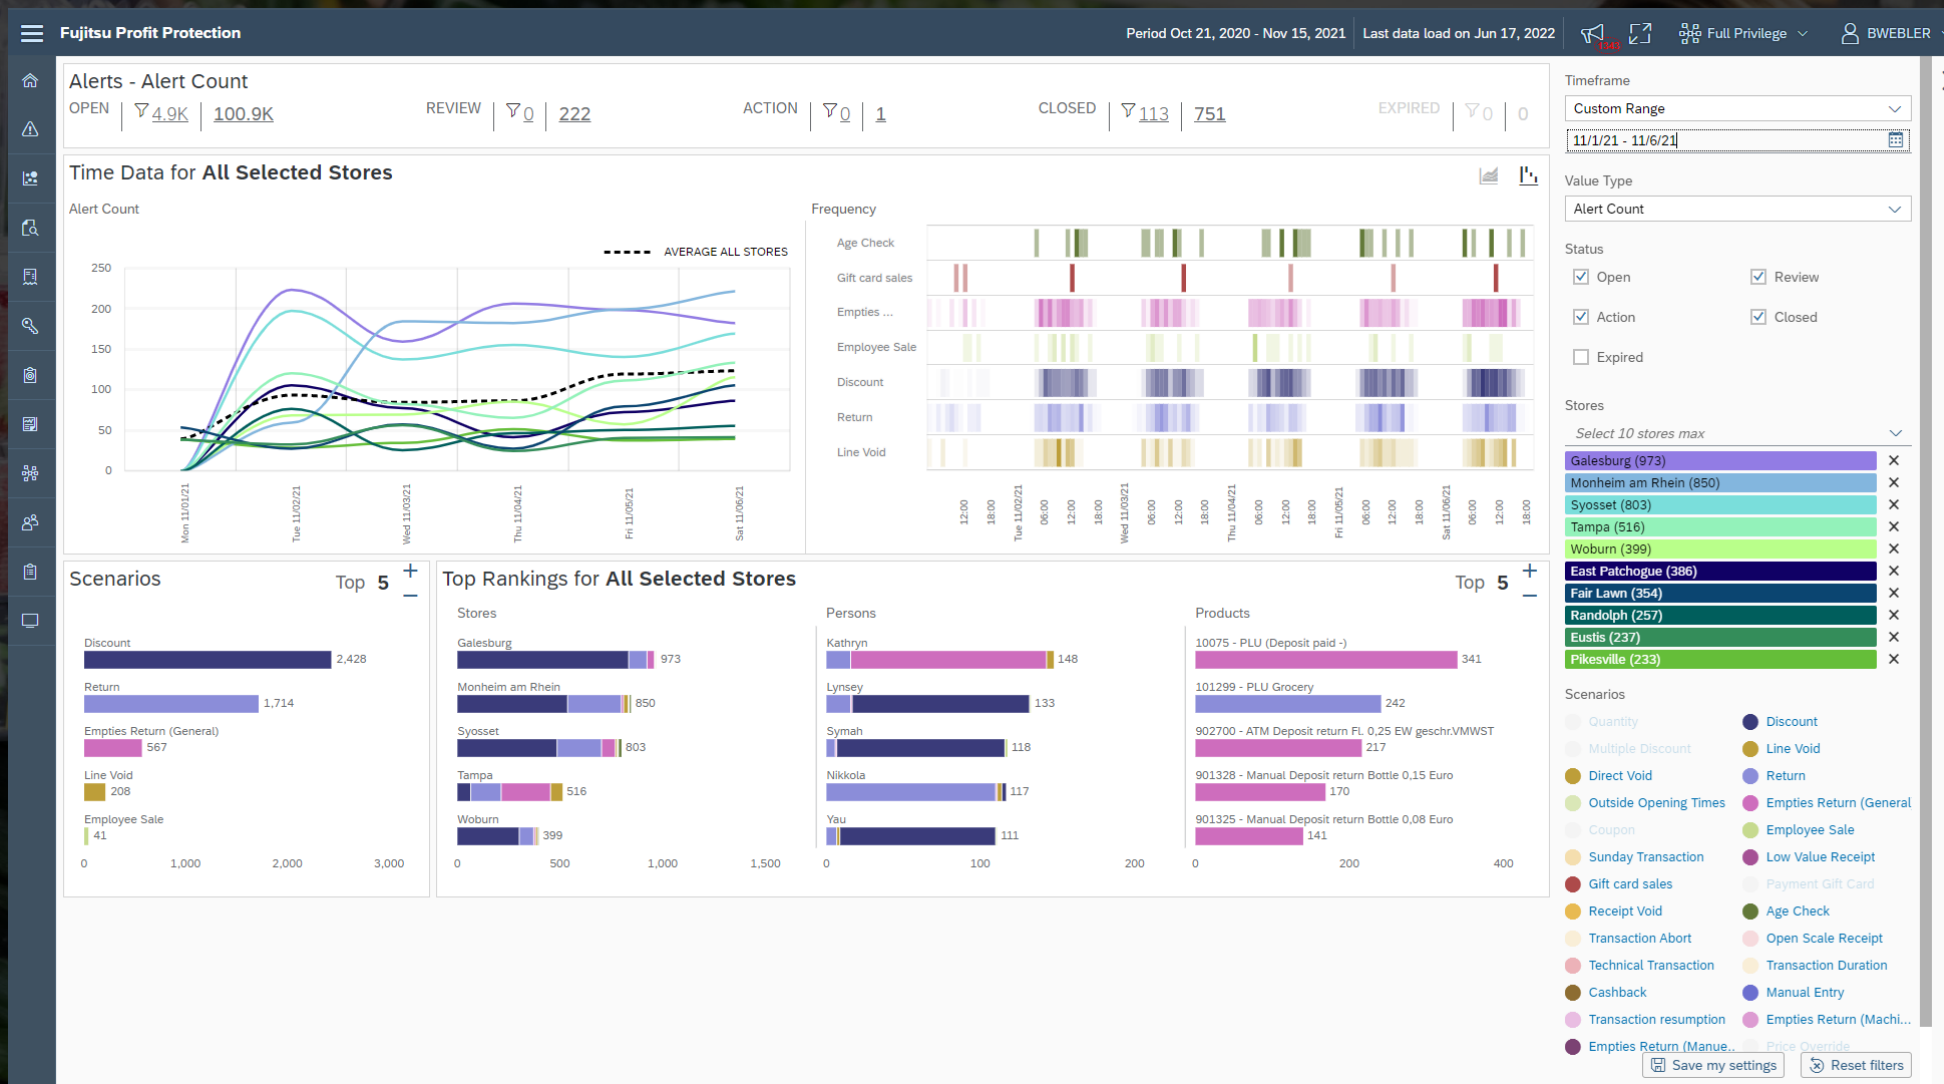 Fujitsu Profit Protection
Period Oct 21, 2020 - Nov 15, 2021
Last data load on Jun 17, 2022
Full Privilege
BWEBLER
Alerts - Alert Count
OPEN 4.9K 100.9K
REVIEW 0 222
ACTION 0 1
CLOSED 113 751
EXPIRED 0 0
Time Data for All Selected Stores
Alert Count
AVERAGE ALL STORES
250
200
150
100
50
0
Mon 11/01/21
Tue 11/02/21
Wed 11/03/21
Thu 11/04/21
Fri 11/05/21
Sat 11/06/21
Frequency
Age Check
Gift card sales
Empties ...
Employee Sale
Discount
Return
Line Void
12:00
18:00
Tue 11/02/21
06:00
12:00
18:00
Wed 11/03/21
06:00
12:00
18:00
Thu 11/04/21
06:00
12:00
18:00
Fri 11/05/21
06:00
12:00
18:00
Sat 11/06/21
06:00
12:00
18:00
Scenarios
Top 5
Discount
2,428
Return
1,714
Empties Return (General)
567
Line Void
208
Employee Sale
41
0 1,000 2,000 3,000
Top Rankings for All Selected Stores
Top 5
Stores
Galesburg
973
Monheim am Rhein
850
Syosset
803
Tampa
516
Woburn
399
0 500 1,000 1,500
Persons
Kathryn
148
Lynsey
133
Symah
118
Nikkola
117
Yau
111
0 100 200
Products
10075 - PLU (Deposit paid -)
341
101299 - PLU Grocery
242
902700 - ATM Deposit return FL 0,25 EW geschr.VMWST
217
901328 - Manual Deposit return Bottle 0,15 Euro
170
901325 - Manual Deposit return Bottle 0,08 Euro
141
0 200 400
Timeframe
Custom Range
11/1/21 - 11/6/21
Value Type
Alert Count
Status
Open Review
Action Closed
Expired
Stores
Select 10 stores max
Galesburg (973)
Monheim am Rhein (850)
Syosset (803)
Tampa (516)
Woburn (399)
East Patchogue (386)
Fair Lawn (354)
Randolph (257)
Eustis (237)
Pikesville (233)
Scenarios
Quantity Discount
Multiple Discount Line Void
Direct Void Return
Outside Opening Times Empties Return (General
Coupon Employee Sale
Sunday Transaction Low Value Receipt
Gift card sales Payment Gift Card
Receipt Void Age Check
Transaction Abort Open Scale Receipt
Technical Transaction Transaction Duration
Cashback Manual Entry
Transaction resumption Empties Return (Machi...
Empties Return (Manue.. Price Override
Save my settings Reset filters